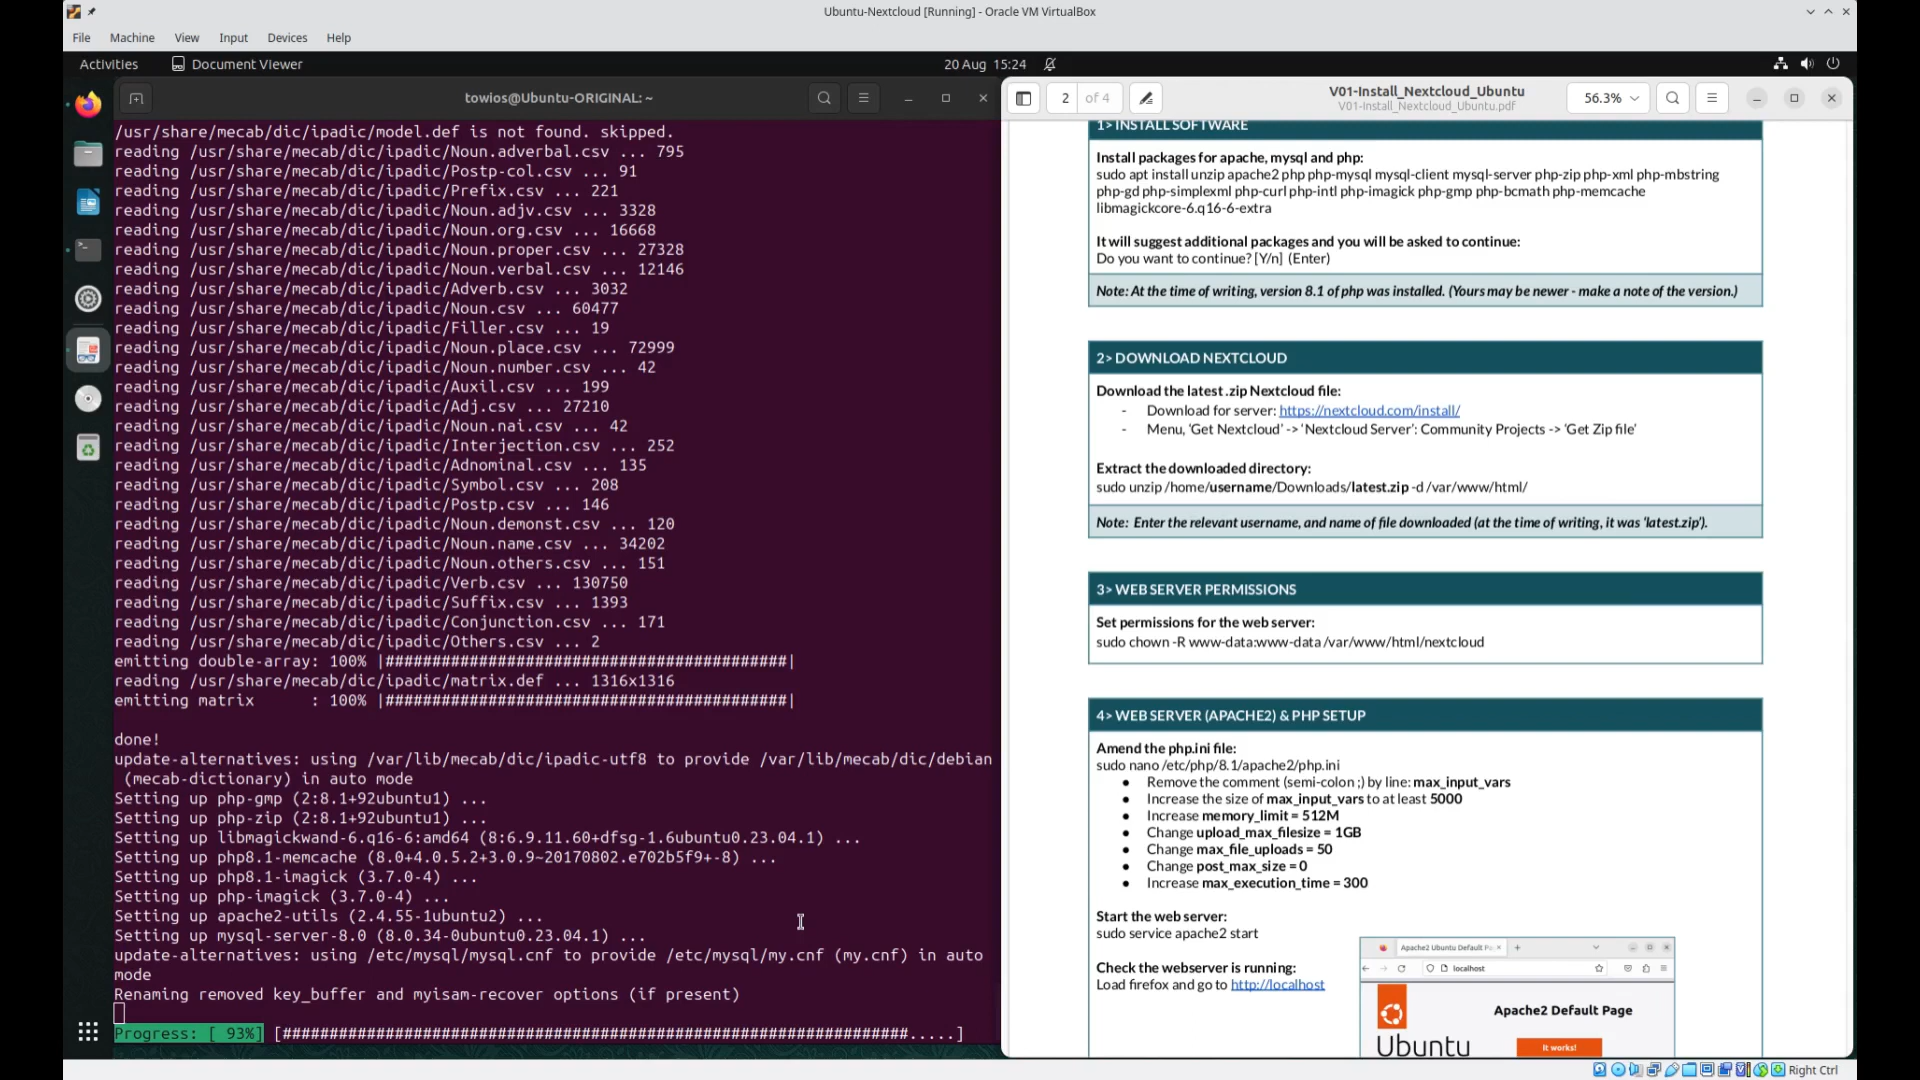 Ubuntu-Nextcloud [Running] - Oracle VM VirtualBox
File Machine View Input Devices Help
Activities Document Viewer 20 Aug 15:24
towios@Ubuntu-ORIGINAL: ~
/usr/share/mecab/dic/ipadic/model.def is not found. skipped.
reading /usr/share/mecab/dic/ipadic/Noun.adverbal.csv ... 795
reading /usr/share/mecab/dic/ipadic/Postp-col.csv ... 91
reading /usr/share/mecab/dic/ipadic/Prefix.csv ... 221
reading /usr/share/mecab/dic/ipadic/Noun.adjv.csv ... 3328
reading /usr/share/mecab/dic/ipadic/Noun.org.csv ... 16668
reading /usr/share/mecab/dic/ipadic/Noun.proper.csv ... 27328
reading /usr/share/mecab/dic/ipadic/Noun.verbal.csv ... 12146
reading /usr/share/mecab/dic/ipadic/Adverb.csv ... 3032
reading /usr/share/mecab/dic/ipadic/Noun.csv ... 60477
reading /usr/share/mecab/dic/ipadic/Filler.csv ... 19
reading /usr/share/mecab/dic/ipadic/Noun.place.csv ... 72999
reading /usr/share/mecab/dic/ipadic/Noun.number.csv ... 42
reading /usr/share/mecab/dic/ipadic/Auxil.csv ... 199
reading /usr/share/mecab/dic/ipadic/Adj.csv ... 27210
reading /usr/share/mecab/dic/ipadic/Noun.nai.csv ... 42
reading /usr/share/mecab/dic/ipadic/Interjection.csv ... 252
reading /usr/share/mecab/dic/ipadic/Adnominal.csv ... 135
reading /usr/share/mecab/dic/ipadic/Symbol.csv ... 208
reading /usr/share/mecab/dic/ipadic/Postp.csv ... 146
reading /usr/share/mecab/dic/ipadic/Noun.demonst.csv ... 120
reading /usr/share/mecab/dic/ipadic/Noun.name.csv ... 34202
reading /usr/share/mecab/dic/ipadic/Noun.others.csv ... 151
reading /usr/share/mecab/dic/ipadic/Verb.csv ... 130750
reading /usr/share/mecab/dic/ipadic/Suffix.csv ... 1393
reading /usr/share/mecab/dic/ipadic/Conjunction.csv ... 171
reading /usr/share/mecab/dic/ipadic/Others.csv ... 2
emitting double-array: 100% |###########################################|
reading /usr/share/mecab/dic/ipadic/matrix.def ... 1316x1316
emitting matrix      : 100% |###########################################|
done!
update-alternatives: using /var/lib/mecab/dic/ipadic-utf8 to provide /var/lib/mecab/dic/debian
(mecab-dictionary) in auto mode
Setting up php-gmp (2:8.1+92ubuntu1) ...
Setting up php-zip (2:8.1+92ubuntu1) ...
Setting up libmagickwand-6.q16-6:amd64 (8:6.9.11.60+dfsg-1.6ubuntu0.23.04.1) ...
Setting up php8.1-memcache (8.0+4.0.5.2+3.0.9~20170802.e702b5f9+-8) ...
Setting up php8.1-imagick (3.7.0-4) ...
Setting up php-imagick (3.7.0-4) ...
Setting up apache2-utils (2.4.55-1ubuntu2) ...
Setting up mysql-server-8.0 (8.0.34-0ubuntu0.23.04.1) ...
update-alternatives: using /etc/mysql/mysql.cnf to provide /etc/mysql/my.cnf (my.cnf) in auto
mode
Renaming removed key_buffer and myisam-recover options (if present)
Progress: [ 93%] [###################################################################.....]
2 of 4
V01-Install_Nextcloud_Ubuntu
V01-Install_Nextcloud_Ubuntu.pdf
56.3%
1> INSTALL SOFTWARE
Install packages for apache, mysql and php:
sudo apt install unzip apache2 php php-mysql mysql-client mysql-server php-zip php-xml php-mbstring
php-gd php-simplexml php-curl php-intl php-imagick php-gmp php-bcmath php-memcache
libmagickcore-6.q16-6-extra
It will suggest additional packages and you will be asked to continue:
Do you want to continue? [Y/n] (Enter)
Note: At the time of writing, version 8.1 of php was installed. (Yours may be newer - make a note of the version.)
2> DOWNLOAD NEXTCLOUD
Download the latest .zip Nextcloud file:
- Download for server: https://nextcloud.com/install/
- Menu, 'Get Nextcloud' -> 'Nextcloud Server': Community Projects -> 'Get Zip file'
Extract the downloaded directory:
sudo unzip /home/username/Downloads/latest.zip -d /var/www/html/
Note: Enter the relevant username, and name of file downloaded (at the time of writing, it was 'latest.zip').
3> WEB SERVER PERMISSIONS
Set permissions for the web server:
sudo chown -R www-data:www-data /var/www/html/nextcloud
4> WEB SERVER (APACHE2) & PHP SETUP
Amend the php.ini file:
sudo nano /etc/php/8.1/apache2/php.ini
● Remove the comment (semi-colon ;) by line: max_input_vars
● Increase the size of max_input_vars to at least 5000
● Increase memory_limit = 512M
● Change upload_max_filesize = 1GB
● Change max_file_uploads = 50
● Change post_max_size = 0
● Increase max_execution_time = 300
Start the web server:
sudo service apache2 start
Check the webserver is running:
Load firefox and go to http://localhost
Apache2 Ubuntu Default Pa
localhost
Apache2 Default Page
Ubuntu
It works!
Right Ctrl